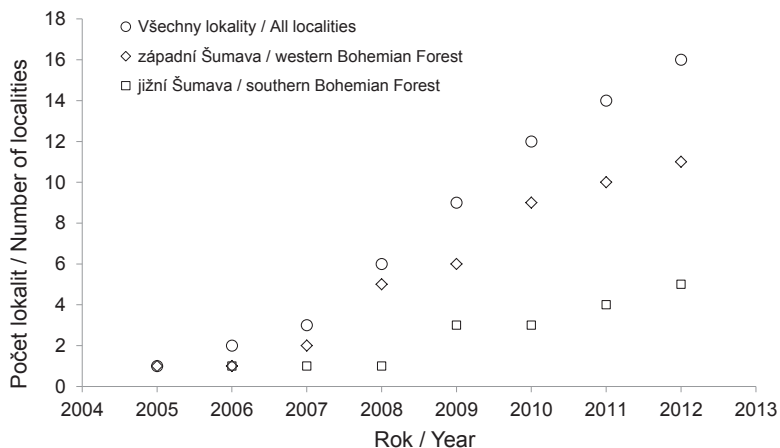 18
16
14
12
10
8
6
4
2
0
Počet lokalit / Number of localities
Všechny lokality / All localities
západní Šumava / western Bohemian Forest
jižní Šumava / southern Bohemian Forest
2004 2005 2006 2007 2008 2009 2010 2011 2012 2013
Rok / Year